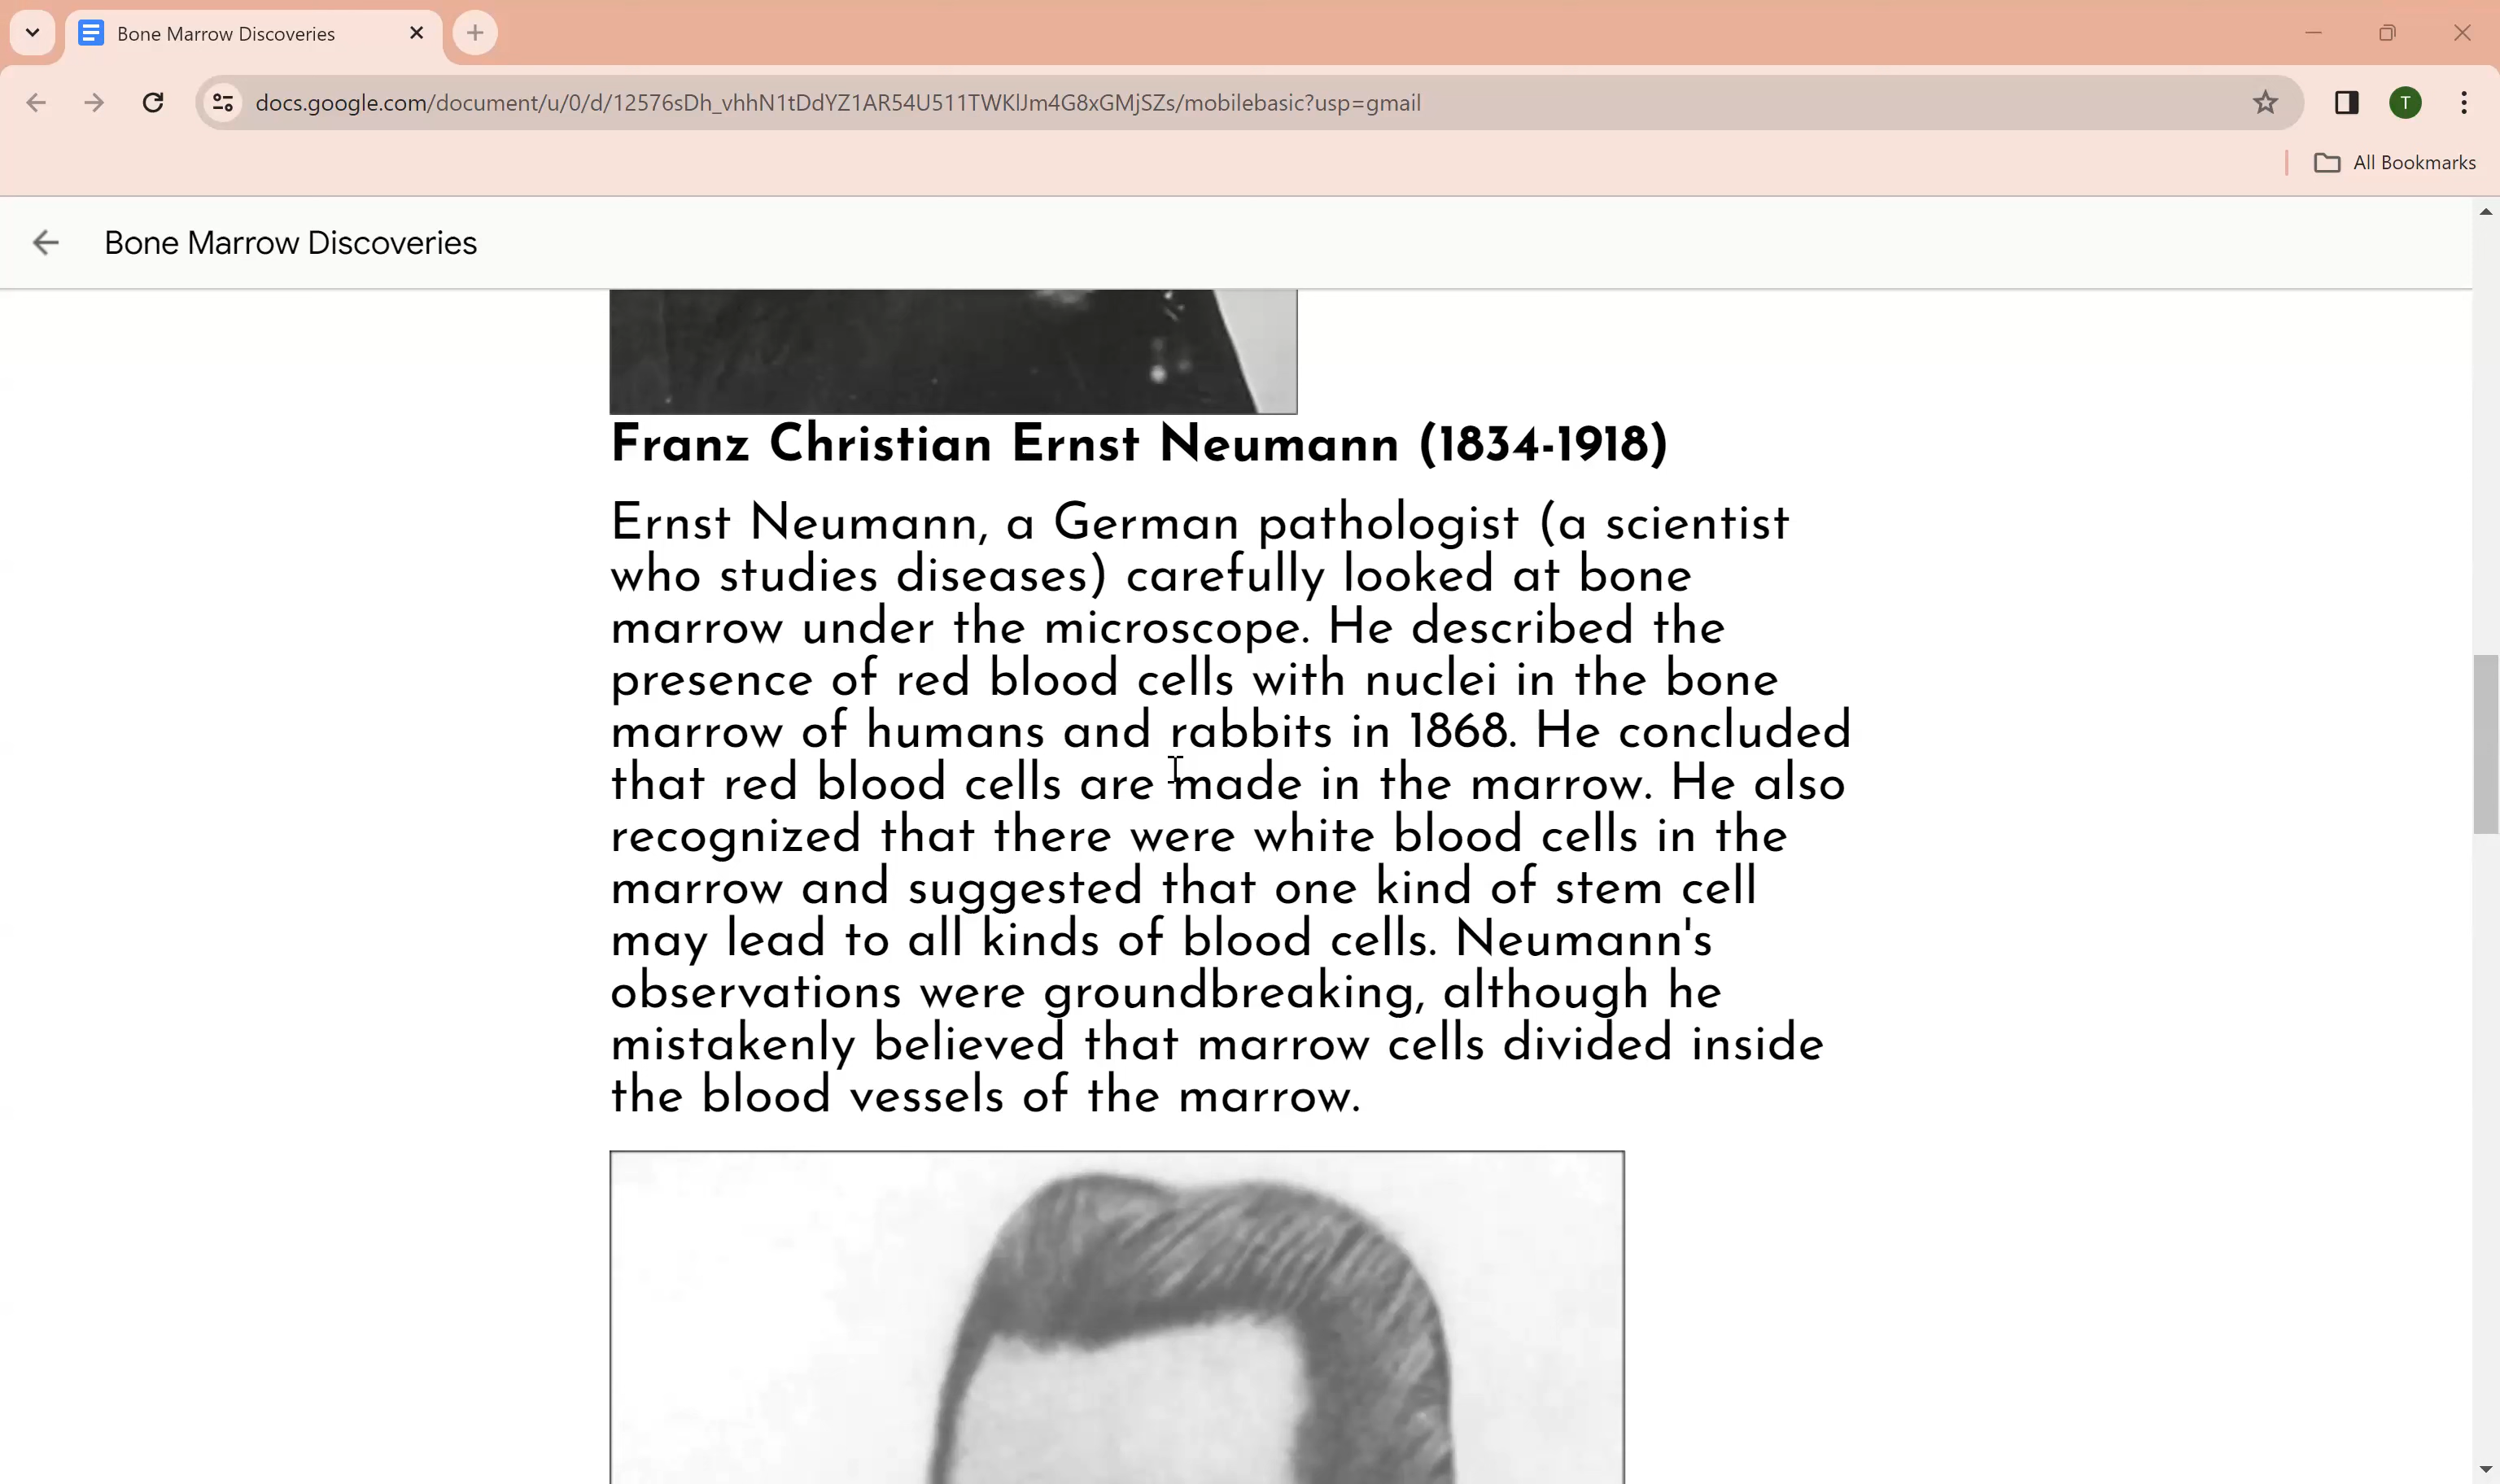 Bone Marrow Discoveries
docs.google.com/document/u/0/d/12576sDh_vhhN1tDdYZ1AR54U511TWKlJm4G8xGMjSZs/mobilebasic?usp=gmail
T
All Bookmarks
Bone Marrow Discoveries
Franz Christian Ernst Neumann (1834-1918)
Ernst Neumann, a German pathologist (a scientist
who studies diseases) carefully looked at bone
marrow under the microscope. He described the
presence of red blood cells with nuclei in the bone
marrow of humans and rabbits in 1868. He concluded
that red blood cells are made in the marrow. He also
recognized that there were white blood cells in the
marrow and suggested that one kind of stem cell
may lead to all kinds of blood cells. Neumann's
observations were groundbreaking, although he
mistakenly believed that marrow cells divided inside
the blood vessels of the marrow.